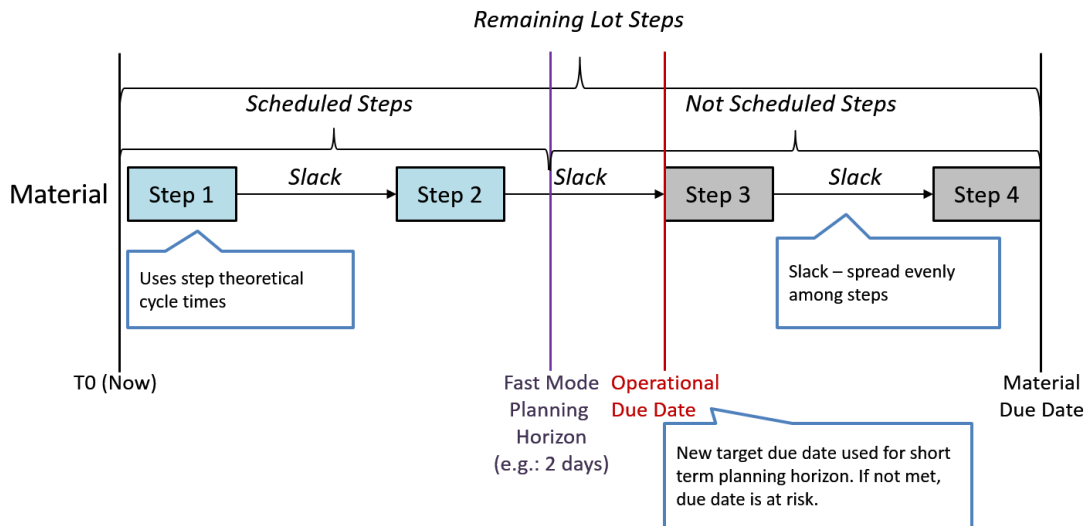 Remaining Lot Steps
Scheduled Steps
Not Scheduled Steps
Material
Step 1
Slack
Step 2
Slack
Step 3
Slack
Step 4
Uses step theoretical
cycle times
Slack – spread evenly
among steps
T0 (Now)
Fast Mode
Planning
Horizon
(e.g.: 2 days)
Operational
Due Date
Material
Due Date
New target due date used for short
term planning horizon. If not met,
due date is at risk.